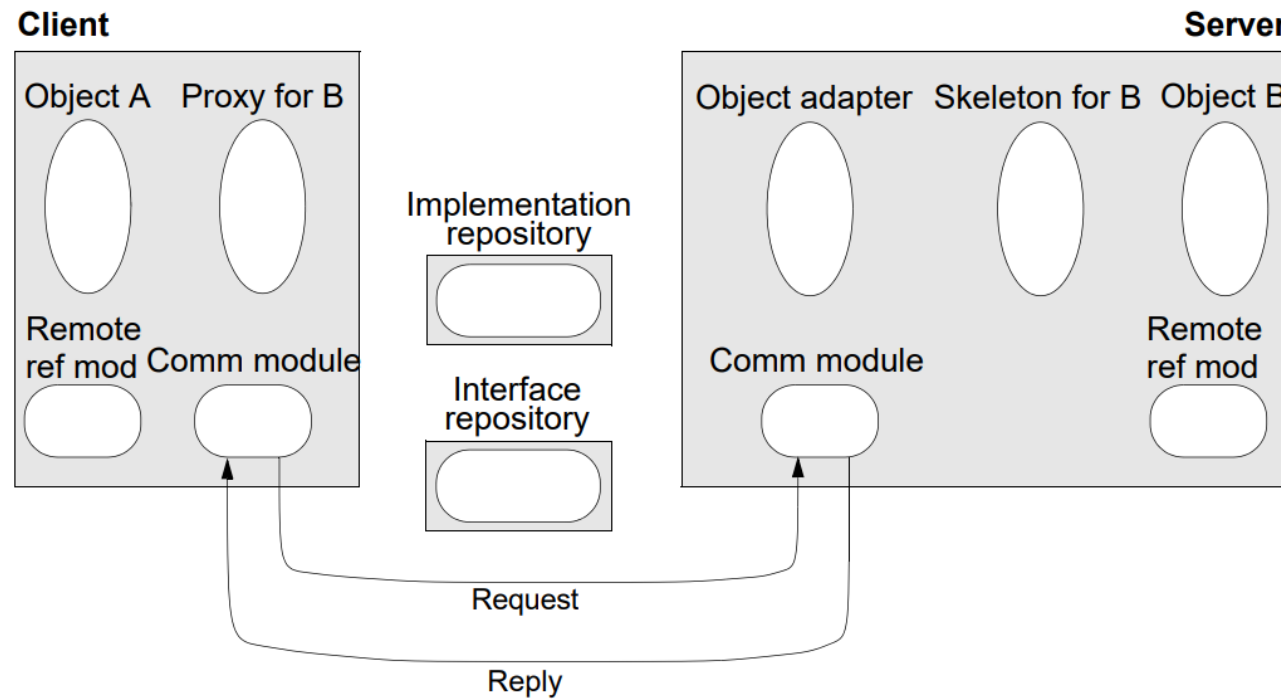 Client
Server
Object A
Proxy for B
Object adapter
Skeleton for B
Object B
Implementation
repository
Remote
ref mod
Comm module
Interface
repository
Comm module
Remote
ref mod
Request
Reply